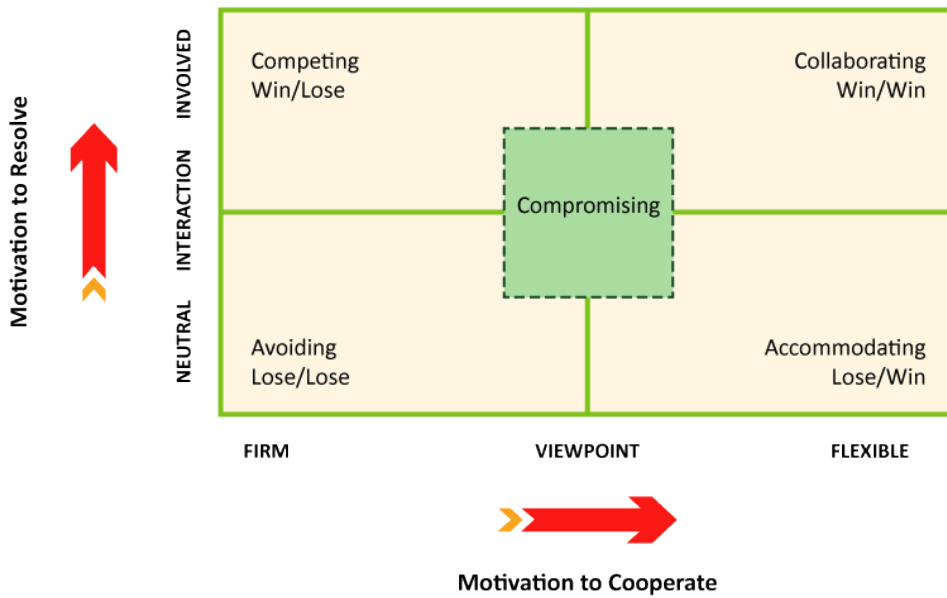 Motivation to Resolve
INVOLVED
INTERACTION
NEUTRAL
Competing
Win/Lose
Collaborating
Win/Win
Compromising
Avoiding
Lose/Lose
Accommodating
Lose/Win
FIRM
VIEWPOINT
FLEXIBLE
Motivation to Cooperate